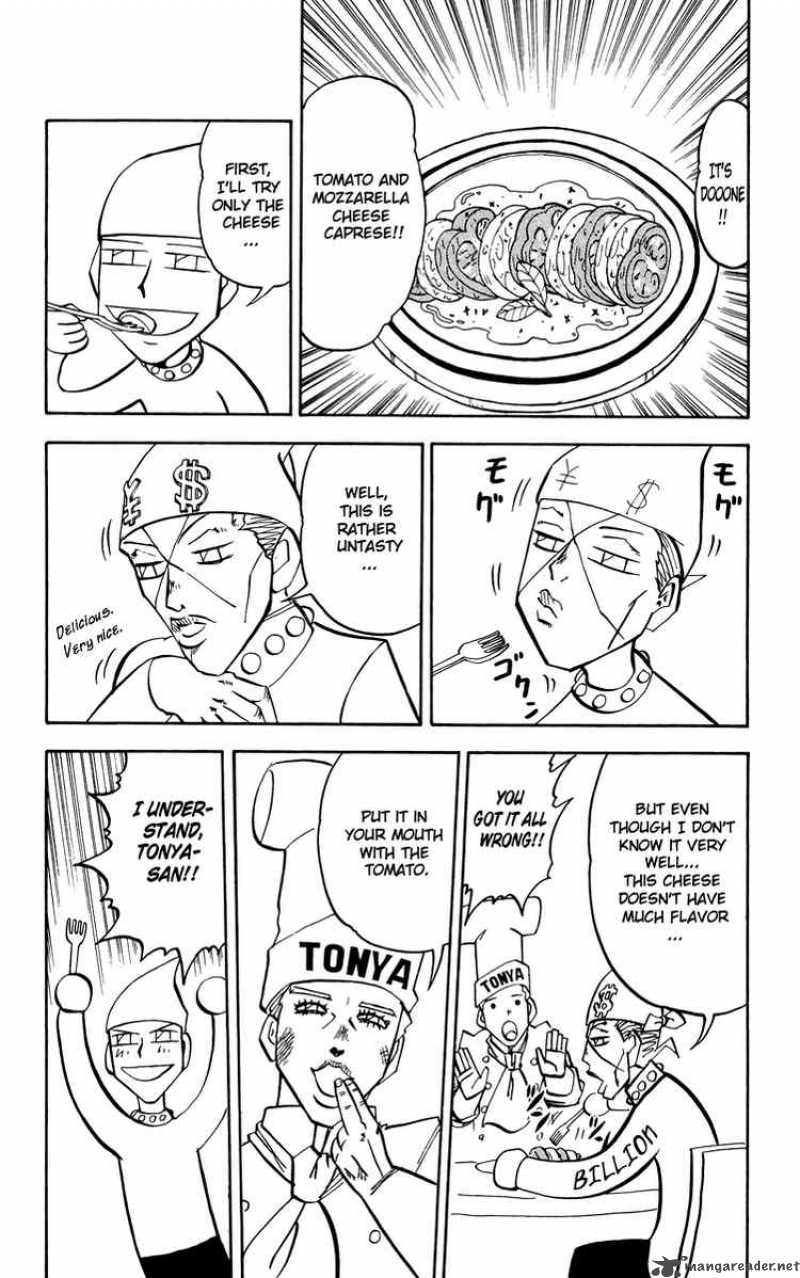 IT'S
DOOONE
!!
TOMATO AND
MOZZARELLA
CHEESE
CAPRESE!!
FIRST,
I'LL TRY
ONLY THE
CHEESE
...
モグ
モグ
ゴクン
¥
$
WELL,
THIS IS
RATHER
UNTASTY
...
¥
$
Delicious.
Very nice.
BUT EVEN
THOUGH I DON'T
KNOW IT VERY
WELL...
THIS CHEESE
DOESN'T HAVE
MUCH FLAVOR
...
YOU
GOT IT ALL
WRONG!!
TONYA
$
BILLION
PUT IT IN
YOUR MOUTH
WITH THE
TOMATO.
TONYA
I UNDER-
STAND,
TONYA-
SAN!!
mangareader.net